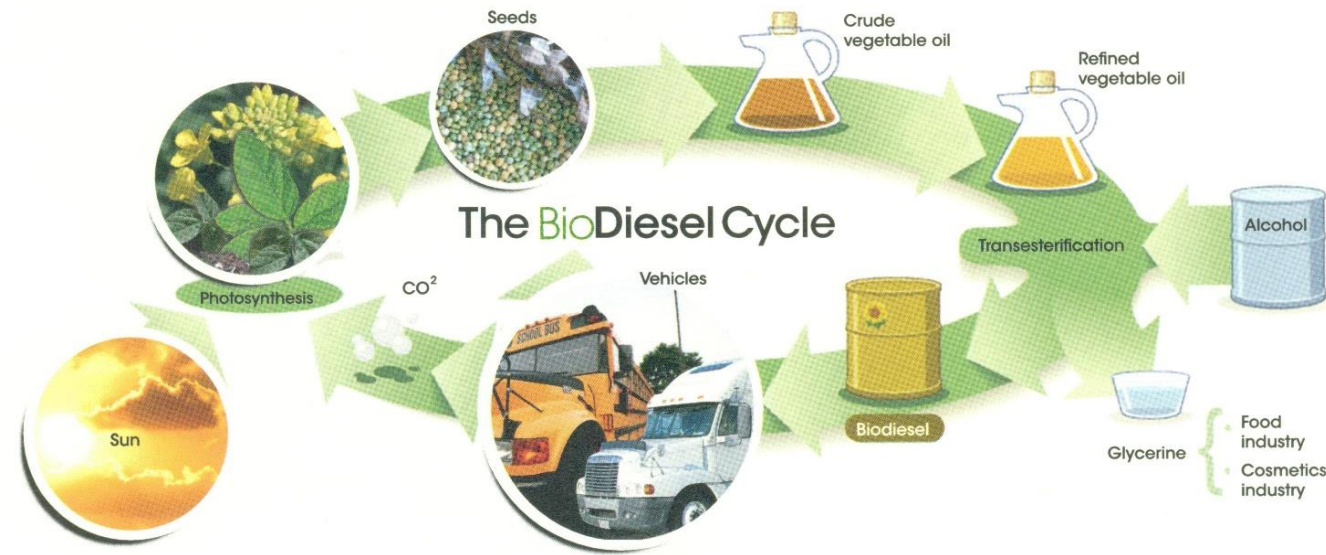 Seeds
Crude
vegetable oil
Refined
vegetable oil
The BioDiesel Cycle
Alcohol
Transesterification
Photosynthesis
CO²
Vehicles
SCHOOL BUS
Sun
Biodiesel
Glycerine
Food
industry
Cosmetics
industry